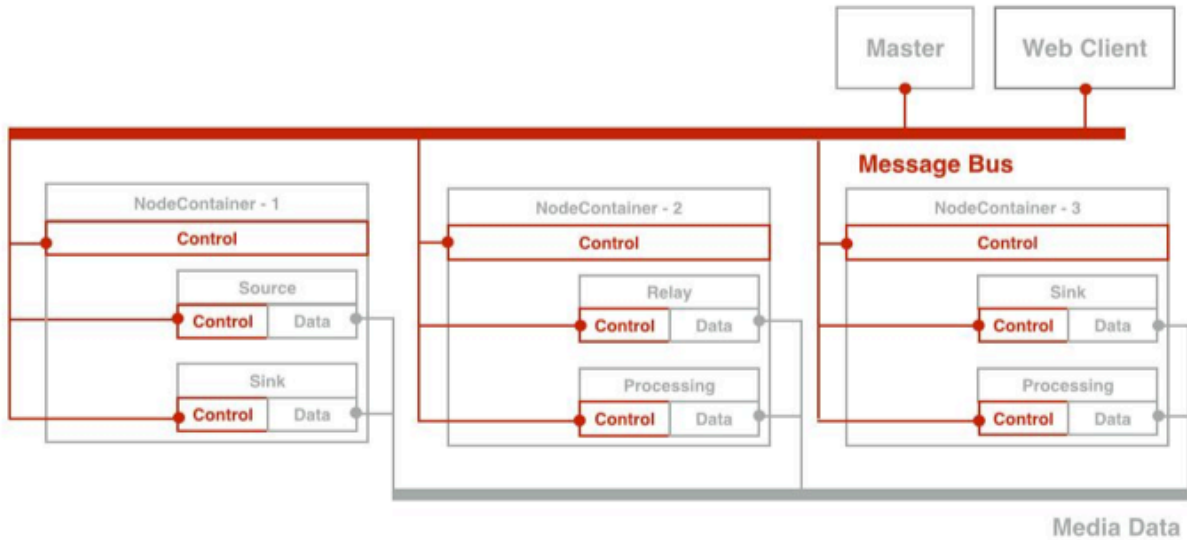 Master
Web Client
Message Bus
NodeContainer - 1
Control
Source
Control Data
Sink
Control Data
NodeContainer - 2
Control
Relay
Control Data
Processing
Control Data
NodeContainer - 3
Control
Sink
Control Data
Processing
Control Data
Media Data